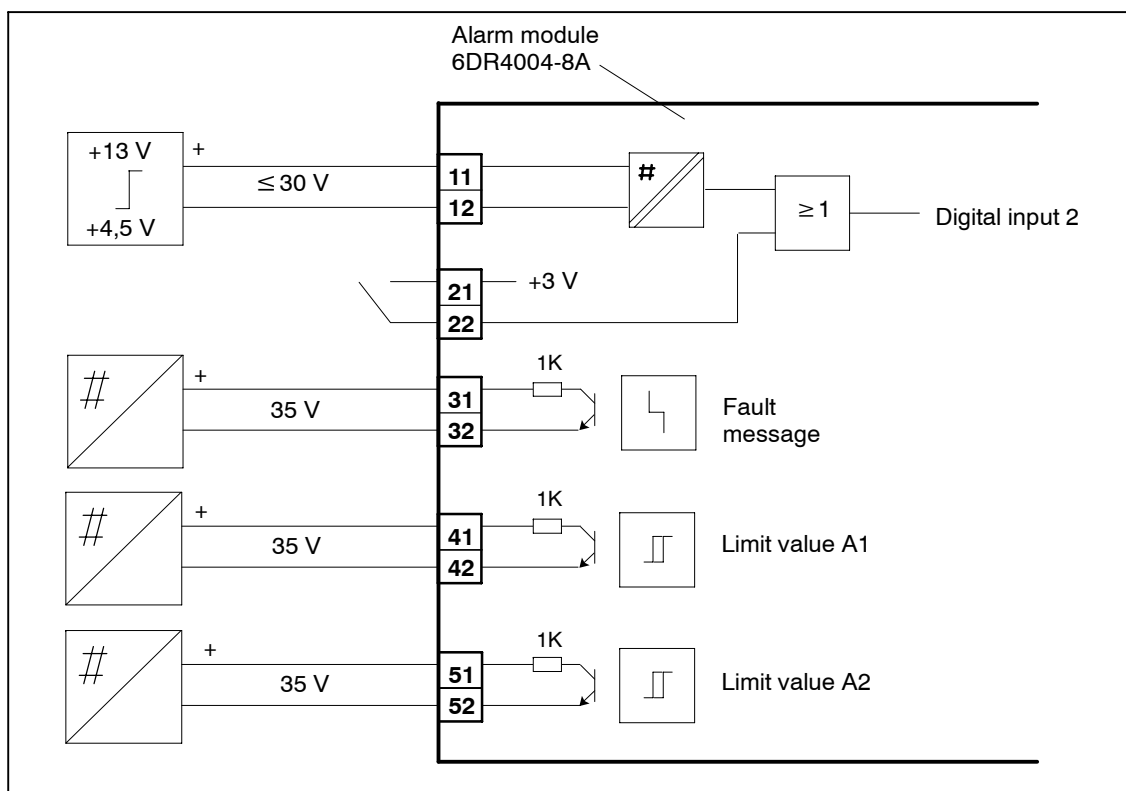 Alarm module
6DR4004-8A
+13 V
+4,5 V
+
≤ 30 V
11
12
#
≥ 1
Digital input 2
21
22
+3 V
#
+
35 V
31
32
1K
Fault
message
#
+
35 V
41
42
1K
Limit value A1
#
+
35 V
51
52
1K
Limit value A2